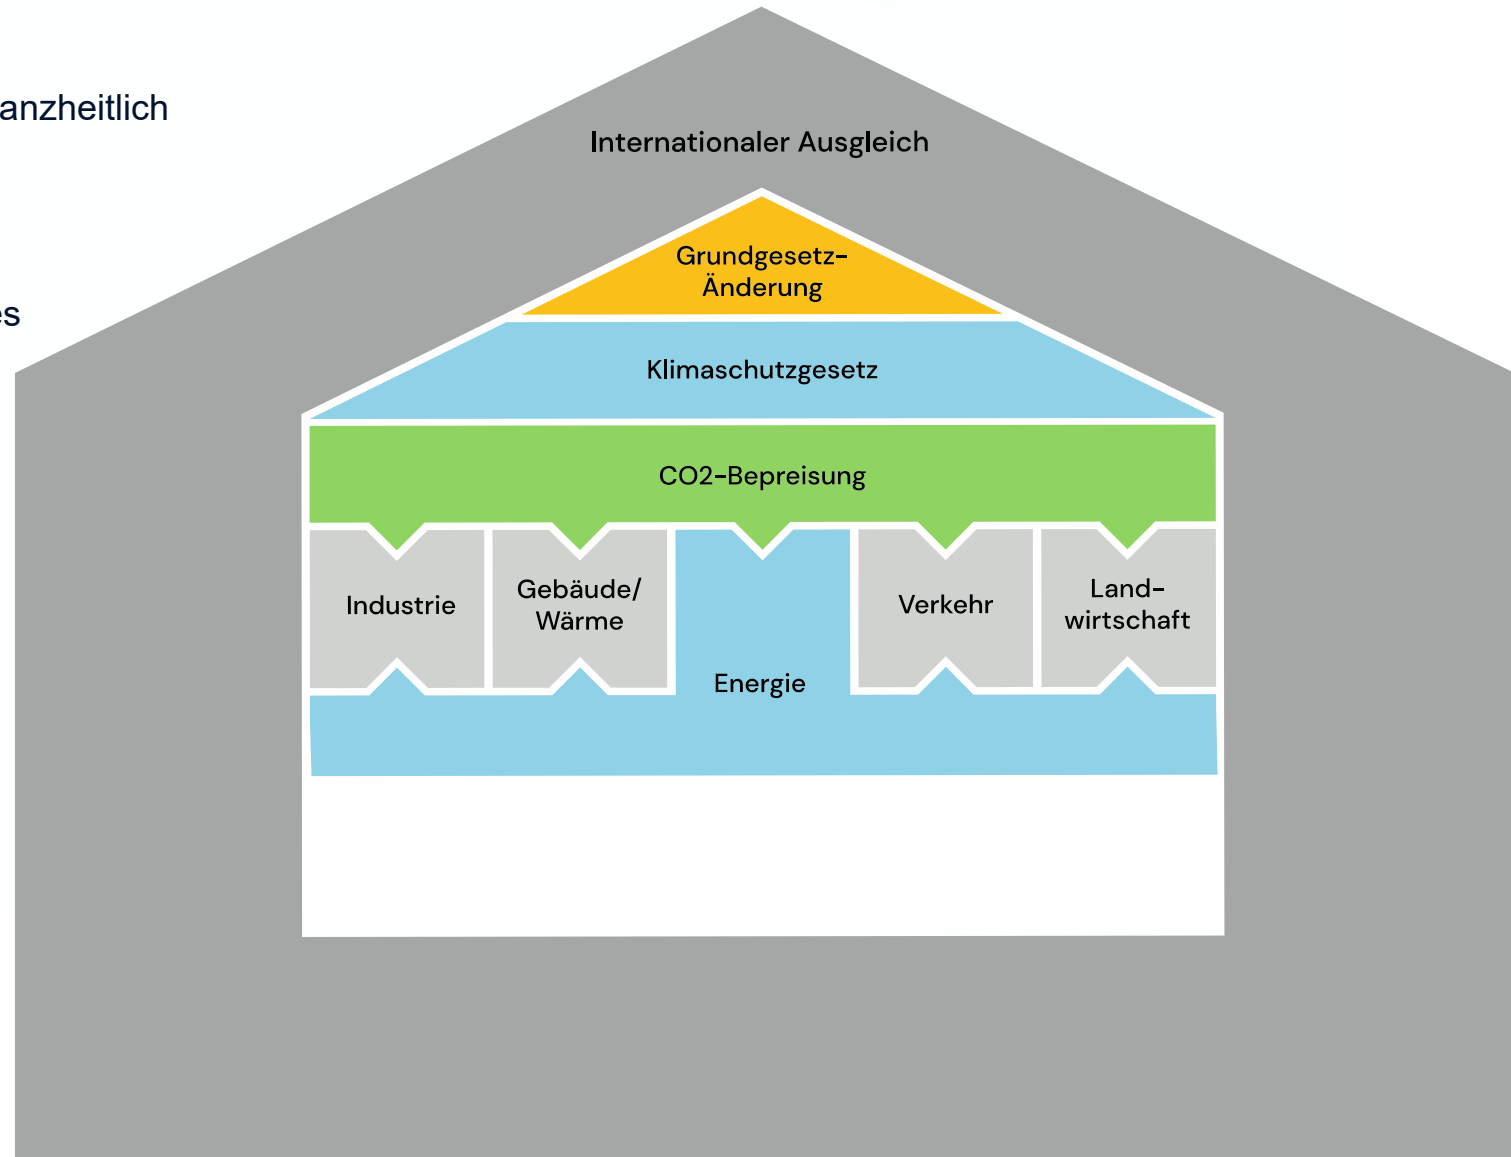 anzheitlich
es
Internationaler Ausgleich
Grundgesetz-
Änderung
Klimaschutzgesetz
CO2-Bepreisung
Industrie
Gebäude/
Wärme
Energie
Verkehr
Land-
wirtschaft